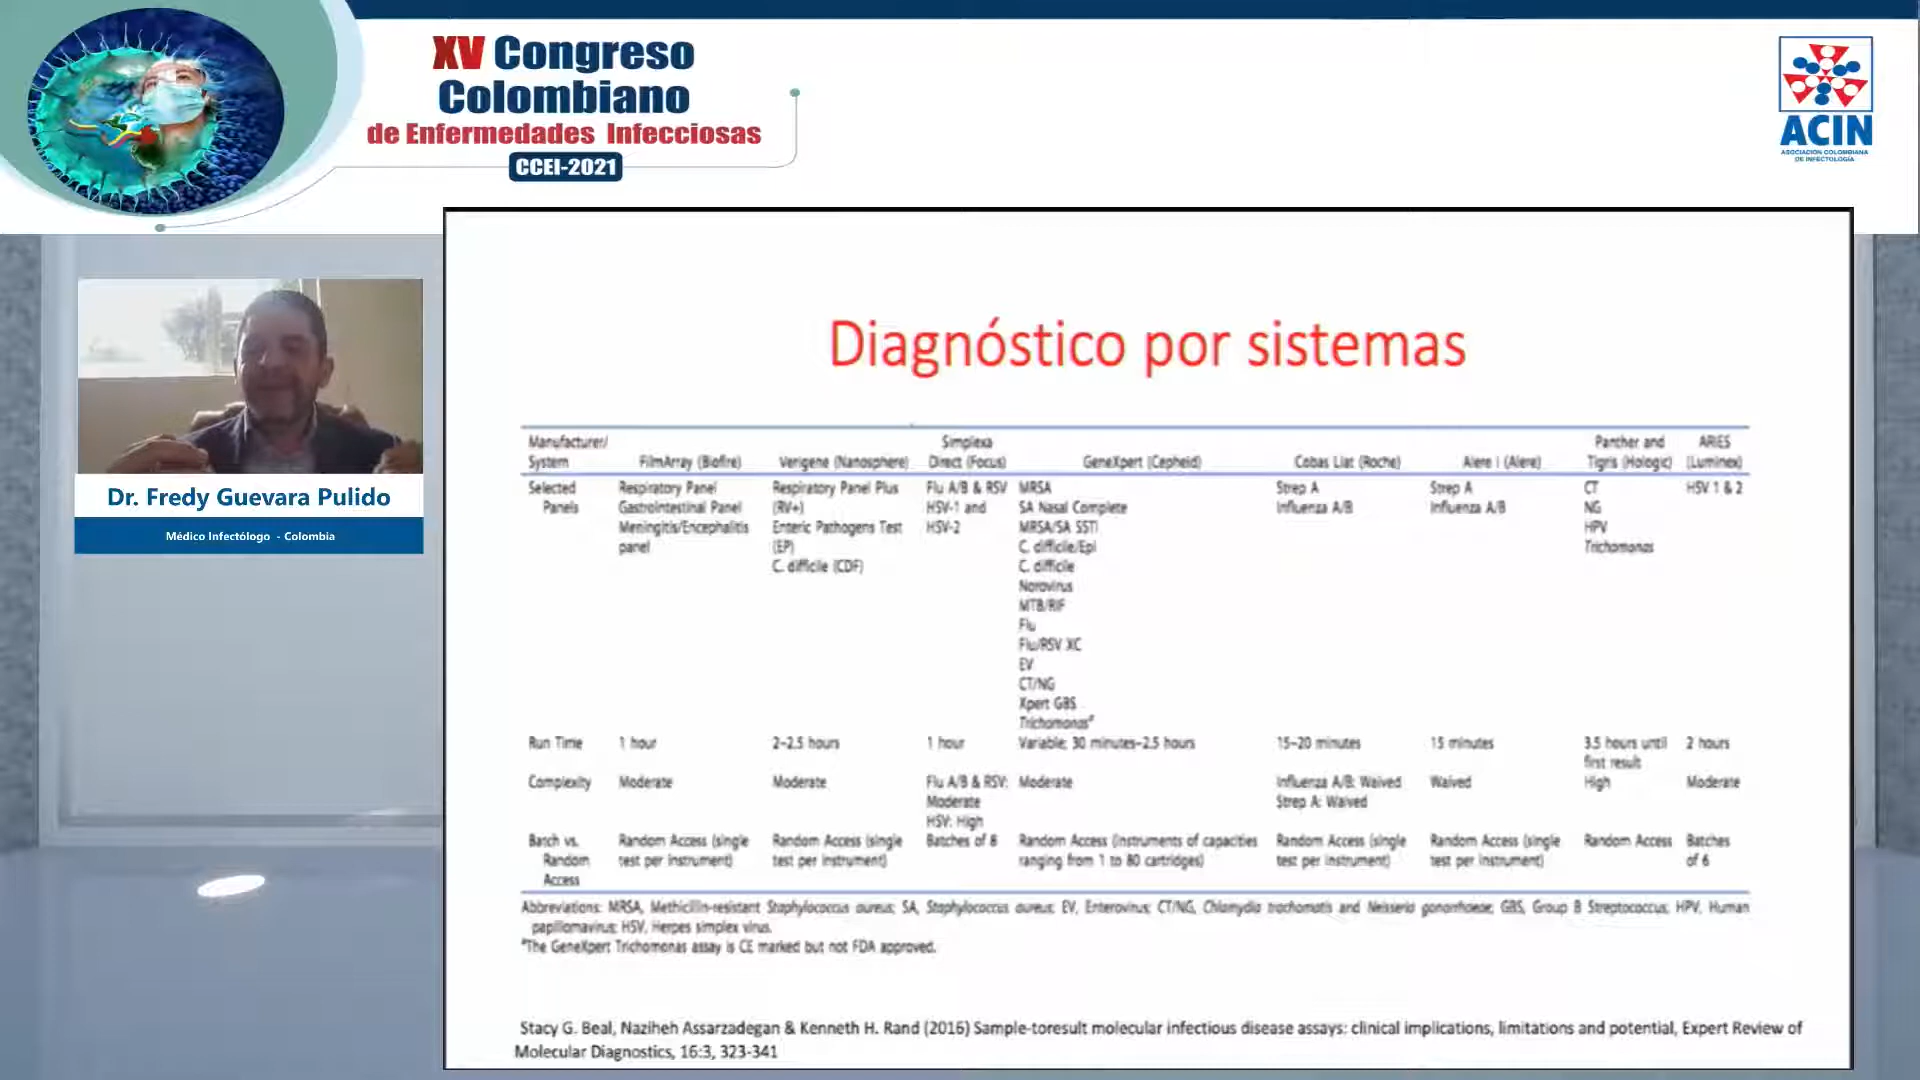 XV Congreso
Colombiano
de Enfermedades Infecciosas
CCEI-2021
ACIN
ASOCIACIÓN COLOMBIANA
DE INFECTOLOGÍA
Dr. Fredy Guevara Pulido
Médico Infectólogo - Colombia
Diagnóstico por sistemas
Manufacturer/ System FilmArray (Biofire) Verigene (Nanosphere) Simplexa Direct (Focus) GeneXpert (Cepheid) Cobas Liat (Roche) Alere i (Alere) Panther and Tigris (Hologic) ARIES (Luminex)
Selected Panels
Respiratory Panel
Gastrointestinal Panel
Meningitis/Encephalitis
panel
Respiratory Panel Plus
(RV+)
Enteric Pathogens Test
(EP)
C. difficile (CDF)
Flu A/B & RSV
HSV-1 and
HSV-2
MRSA
SA Nasal Complete
MRSA/SA SSTI
C. difficile/Epi
C. difficile
Norovirus
MTB/RIF
Flu
Flu/RSV XC
EV
CT/NG
Xpert GBS
Trichomonasª
Strep A
Influenza A/B
Strep A
Influenza A/B
CT
NG
HPV
Trichomonas
HSV 1 & 2
Run Time 1 hour 2–2.5 hours 1 hour Variable; 30 minutes–2.5 hours 15–20 minutes 15 minutes 3.5 hours until first result 2 hours
Complexity Moderate Moderate Flu A/B & RSV: Moderate HSV: High Moderate Influenza A/B: Waived Strep A: Waived Waived High Moderate
Batch vs. Random Access Random Access (single test per instrument) Random Access (single test per instrument) Batches of 8 Random Access (instruments of capacities ranging from 1 to 80 cartridges) Random Access (single test per instrument) Random Access (single test per instrument) Random Access Batches of 6
Abbreviations: MRSA, Methicillin-resistant Staphylococcus aureus; SA, Staphylococcus aureus; EV, Enterovirus; CT/NG, Chlamydia trachomatis and Neisseria gonorrhoeae; GBS, Group B Streptococcus; HPV, Human
papillomavirus; HSV, Herpes simplex virus.
ªThe GeneXpert Trichomonas assay is CE marked but not FDA approved.
Stacy G. Beal, Naziheh Assarzadegan & Kenneth H. Rand (2016) Sample-toresult molecular infectious disease assays: clinical implications, limitations and potential, Expert Review of
Molecular Diagnostics, 16:3, 323-341